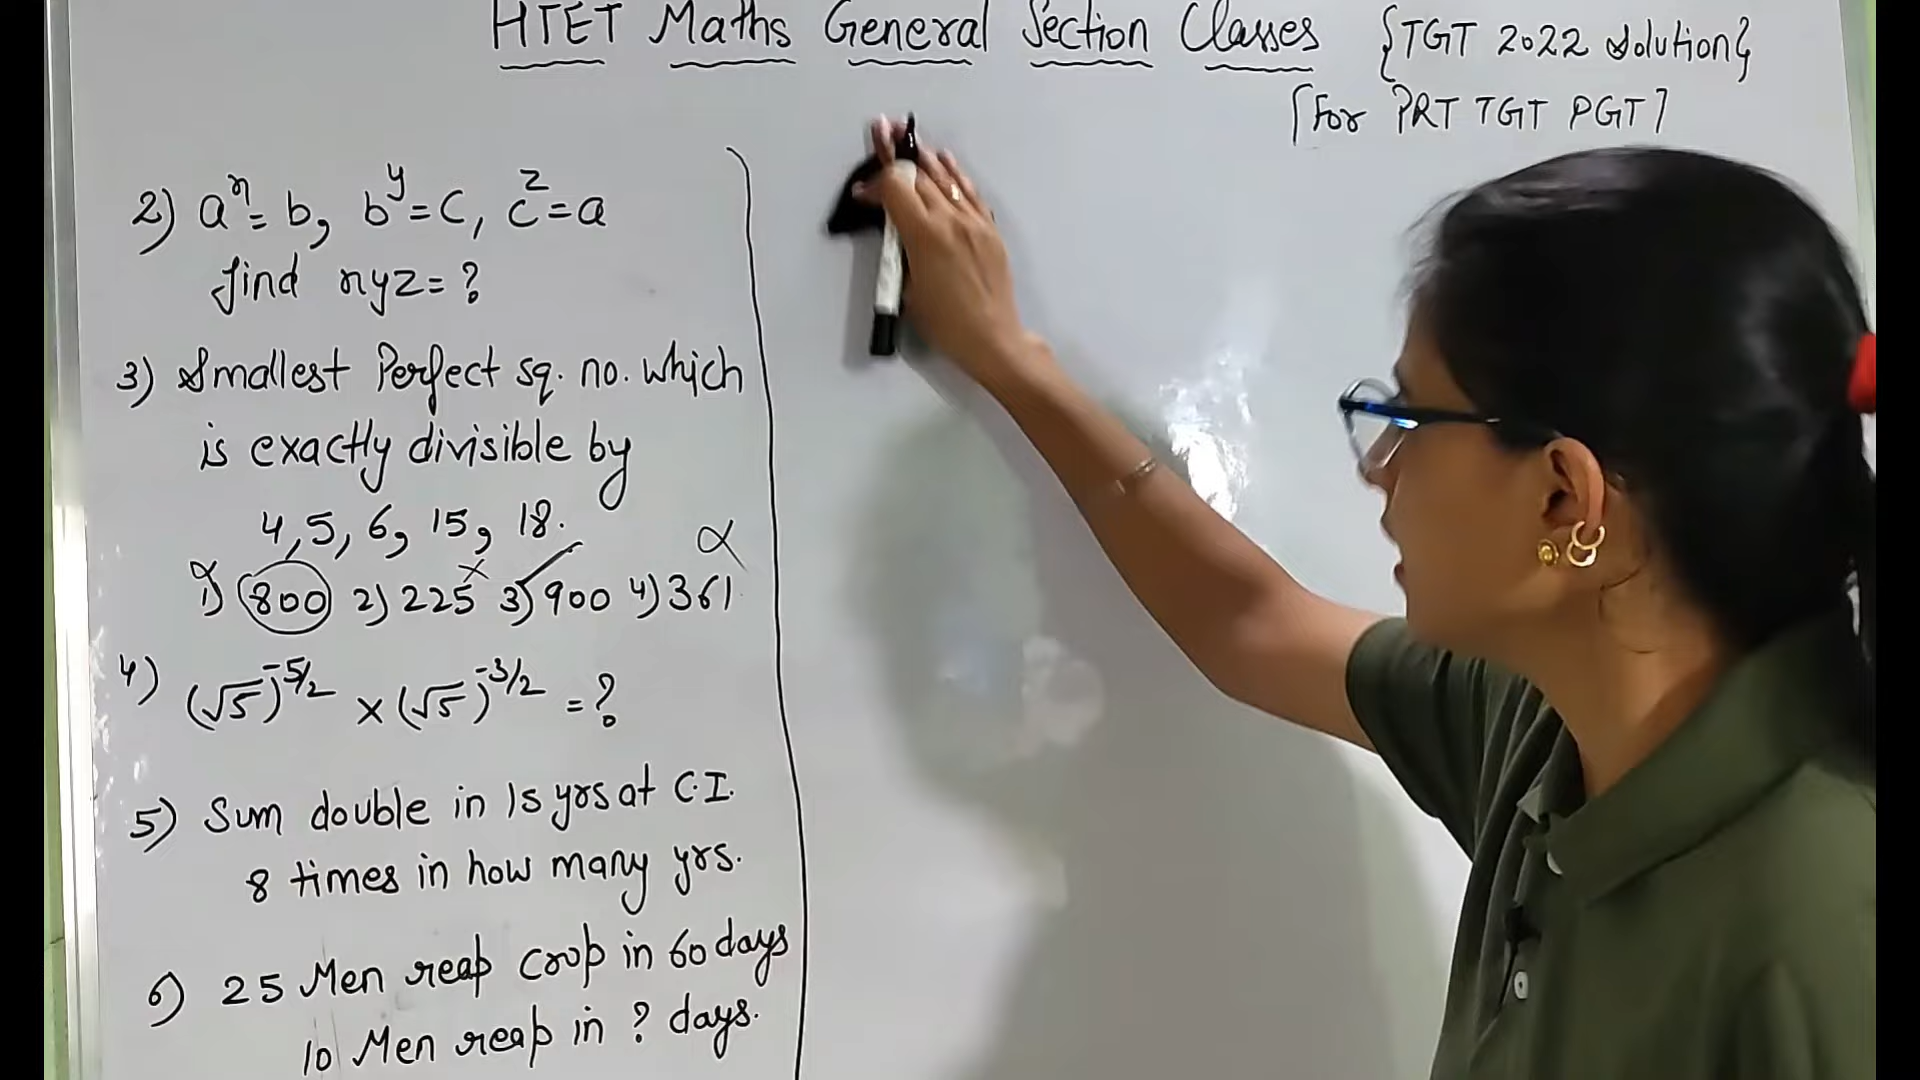 HTET Maths General Section Classes {TGT 2022 Solution}
[For PRT TGT PGT]
2) a^x = b, b^y = c, c^z = a
find xyz = ?
3) Smallest Perfect sq. no. which
is exactly divisible by
4, 5, 6, 15, 18.
1) 800 2) 225 3) 900 4) 361
4) (√5)^-5/2 × (√5)^-3/2 = ?
5) Sum double in 15 yrs at C.I.
8 times in how many yrs.
6) 25 Men reap crop in 60 days
10 Men reap in ? days.